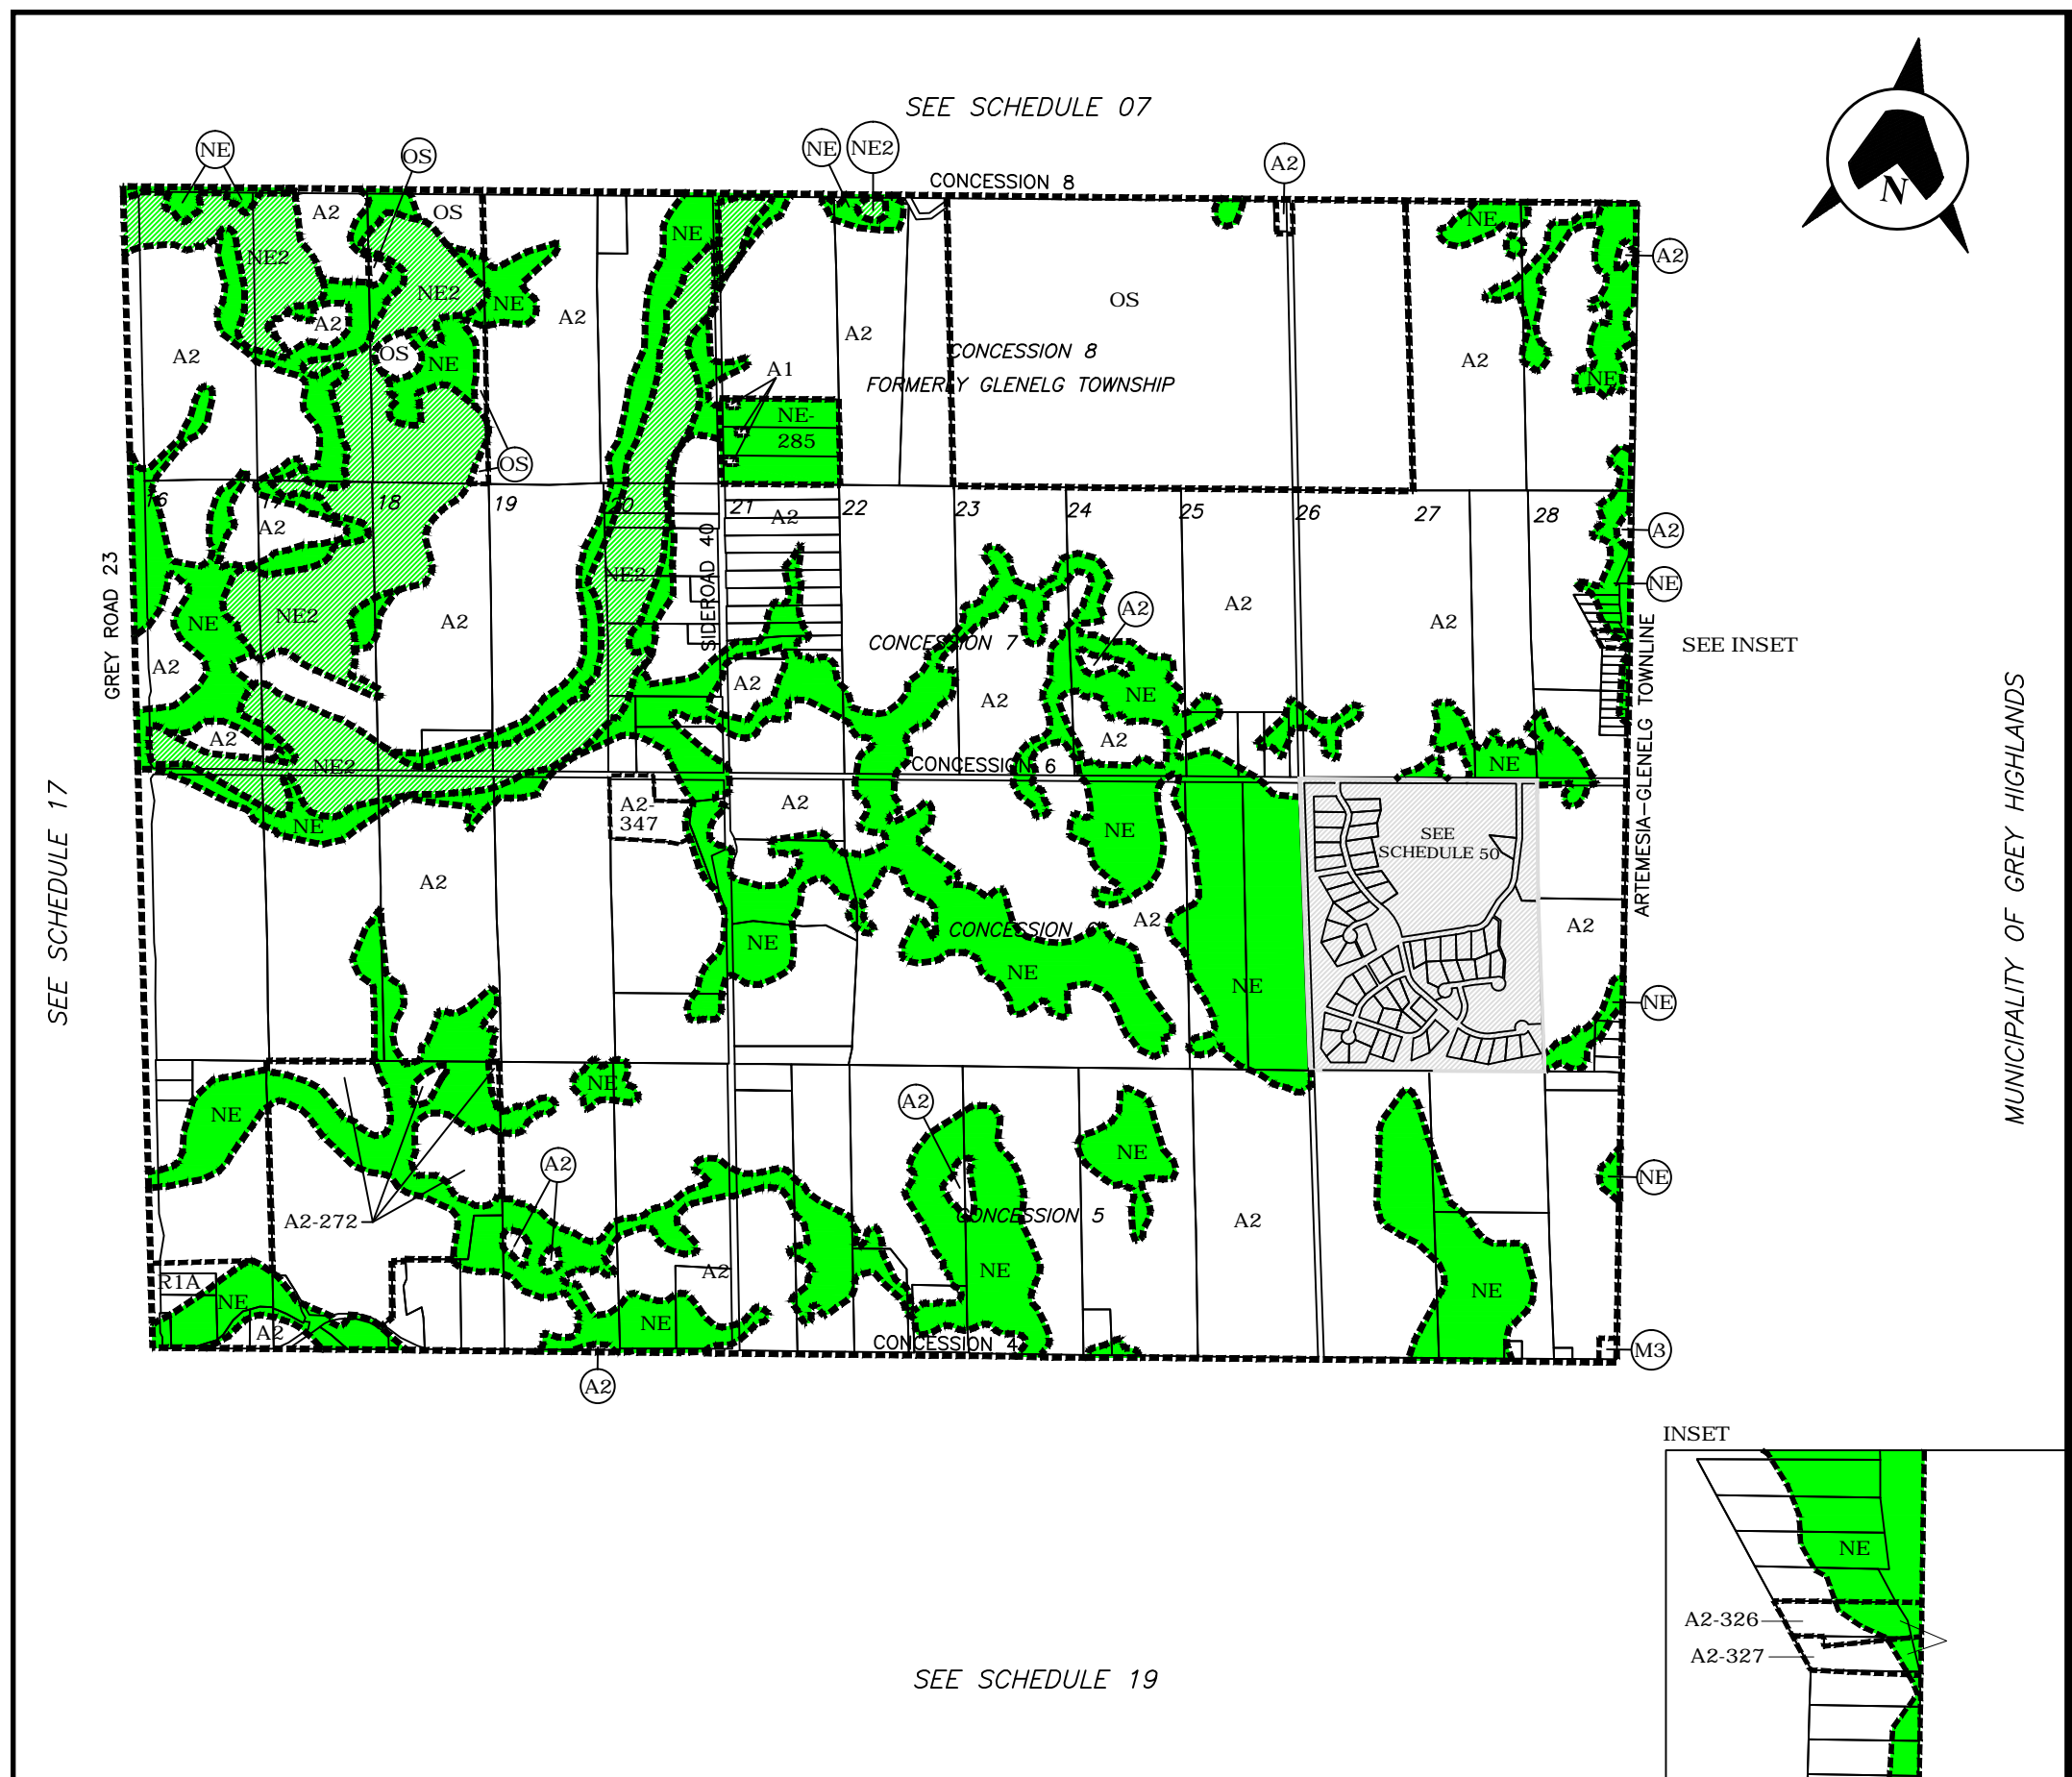 SEE SCHEDULE 07
N
NE
OS
NE
NE2
A2
CONCESSION 8
A2
OS
NE
NE
A2
NE2
NE2
NE
A2
A2
OS
A2
OS
NE
A2
A2
CONCESSION 8
FORMERLY GLENELG TOWNSHIP
A2
NE
A1
NE-
285
OS
16
17
18
19
20
21
22
23
24
25
26
27
28
A2
A2
A2
GREY ROAD 23
SIDEROAD 40
NE2
NE
NE2
A2
A2
A2
A2
NE
A2
CONCESSION 7
SEE INSET
ARTEMESIA-GLENELG TOWNLINE
A2
A2
NE
A2
A2
A2
NE2
CONCESSION 6
NE
SEE SCHEDULE 17
MUNICIPALITY OF GREY HIGHLANDS
A2-
347
A2
NE
NE
SEE
SCHEDULE 50
A2
A2
A2
CONCESSION
NE
NE
NE
NE
NE
NE
A2
NE
A2
NE
A2-272
CONCESSION 5
A2
R1A
NE
A2
NE
NE
A2
NE
CONCESSION 4
M3
A2
INSET
NE
A2-326
A2-327
SEE SCHEDULE 19